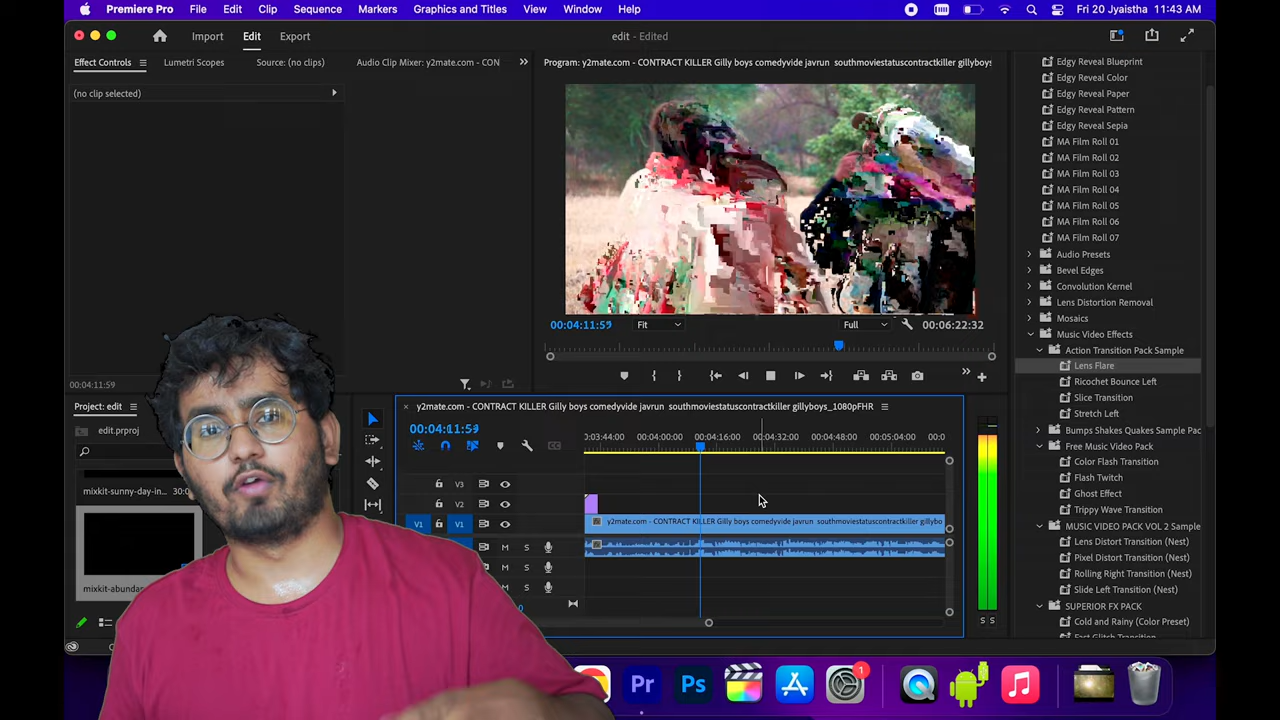 Premiere Pro File Edit Clip Sequence Markers Graphics and Titles View Window Help Fri 20 Jyaistha 11:43 AM
Import Edit Export edit - Edited
Effect Controls Lumetri Scopes Source: (no clips) Audio Clip Mixer: y2mate.com - CON
Program: y2mate.com - CONTRACT KILLER Gilly boys comedyvide javrun southmoviestatuscontractkiller gillyboys
(no clip selected)
00:04:11:59 Fit Full 00:06:22:32
00:04:11:59
Project: edit
edit.prproj
mixkit-sunny-day-in... 30:0
mixkit-abundan
y2mate.com - CONTRACT KILLER Gilly boys comedyvide javrun southmoviestatuscontractkiller gillyboys_1080pFHR
00:04:11:59
:03:44:00 00:04:00:00 00:04:16:00 00:04:32:00 00:04:48:00 00:05:04:00 00:0
V3
V2
V1 V1 y2mate.com - CONTRACT KILLER Gilly boys comedyvide javrun southmoviestatuscontractkiller gillybo
M S
M S
M S
S S
Edgy Reveal Blueprint
Edgy Reveal Color
Edgy Reveal Paper
Edgy Reveal Pattern
Edgy Reveal Sepia
MA Film Roll 01
MA Film Roll 02
MA Film Roll 03
MA Film Roll 04
MA Film Roll 05
MA Film Roll 06
MA Film Roll 07
Audio Presets
Bevel Edges
Convolution Kernel
Lens Distortion Removal
Mosaics
Music Video Effects
Action Transition Pack Sample
Lens Flare
Ricochet Bounce Left
Slice Transition
Stretch Left
Bumps Shakes Quakes Sample Pac
Free Music Video Pack
Color Flash Transition
Flash Twitch
Ghost Effect
Trippy Wave Transition
MUSIC VIDEO PACK VOL 2 Sample
Lens Distort Transition (Nest)
Pixel Distort Transition (Nest)
Rolling Right Transition (Nest)
Slide Left Transition (Nest)
SUPERIOR FX PACK
Cold and Rainy (Color Preset)
Fast Glitch Transition
Pr Ps 1